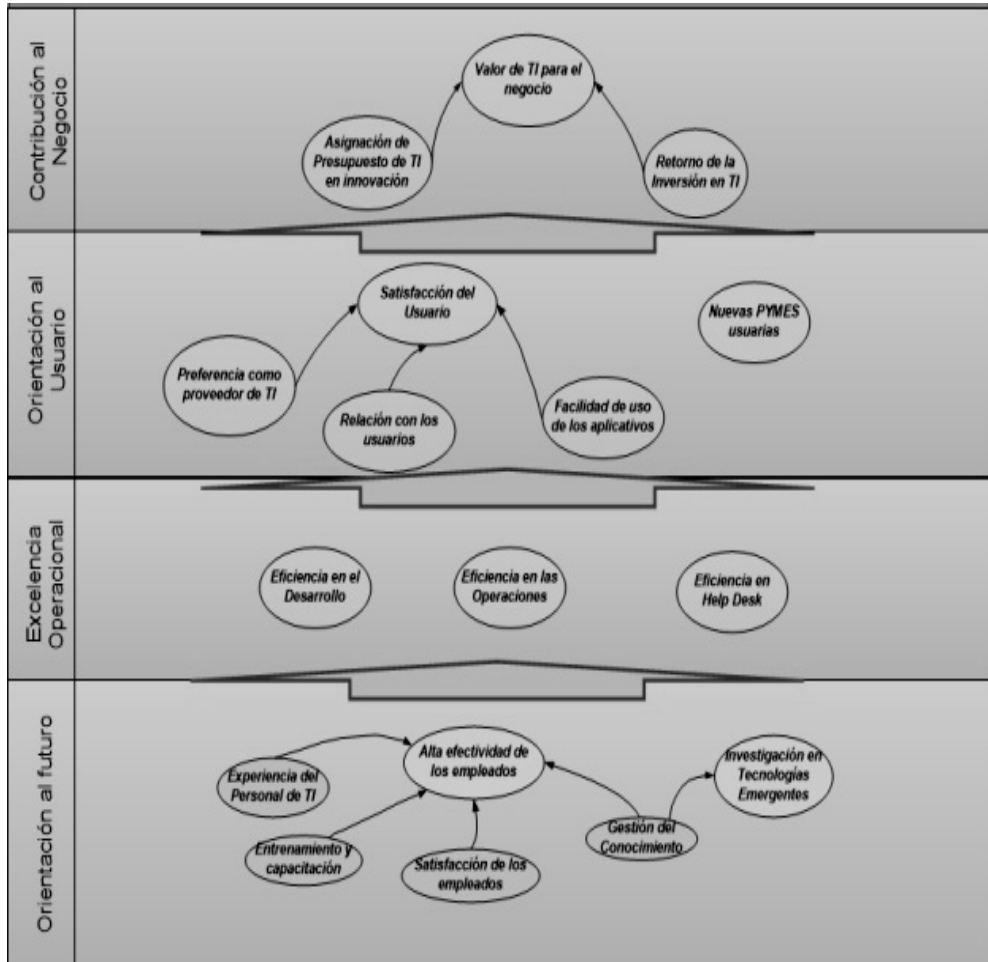 Contribución al
Negocio
Valor de TI para el
negocio
Asignación de
Presupuesto de TI
en innovación
Retorno de la
Inversión en TI
Orientación al
Usuario
Satisfacción del
Usuario
Nuevas PYMES
usuarias
Preferencia como
proveedor de TI
Relación con los
usuarios
Facilidad de uso
de los aplicativos
Excelencia
Operacional
Eficiencia en el
Desarrollo
Eficiencia en las
Operaciones
Eficiencia en
Help Desk
Orientación al futuro
Alta efectividad de
los empleados
Investigación en
Tecnologías
Emergentes
Experiencia del
Personal de TI
Entrenamiento y
capacitación
Satisfacción de los
empleados
Gestión del
Conocimiento